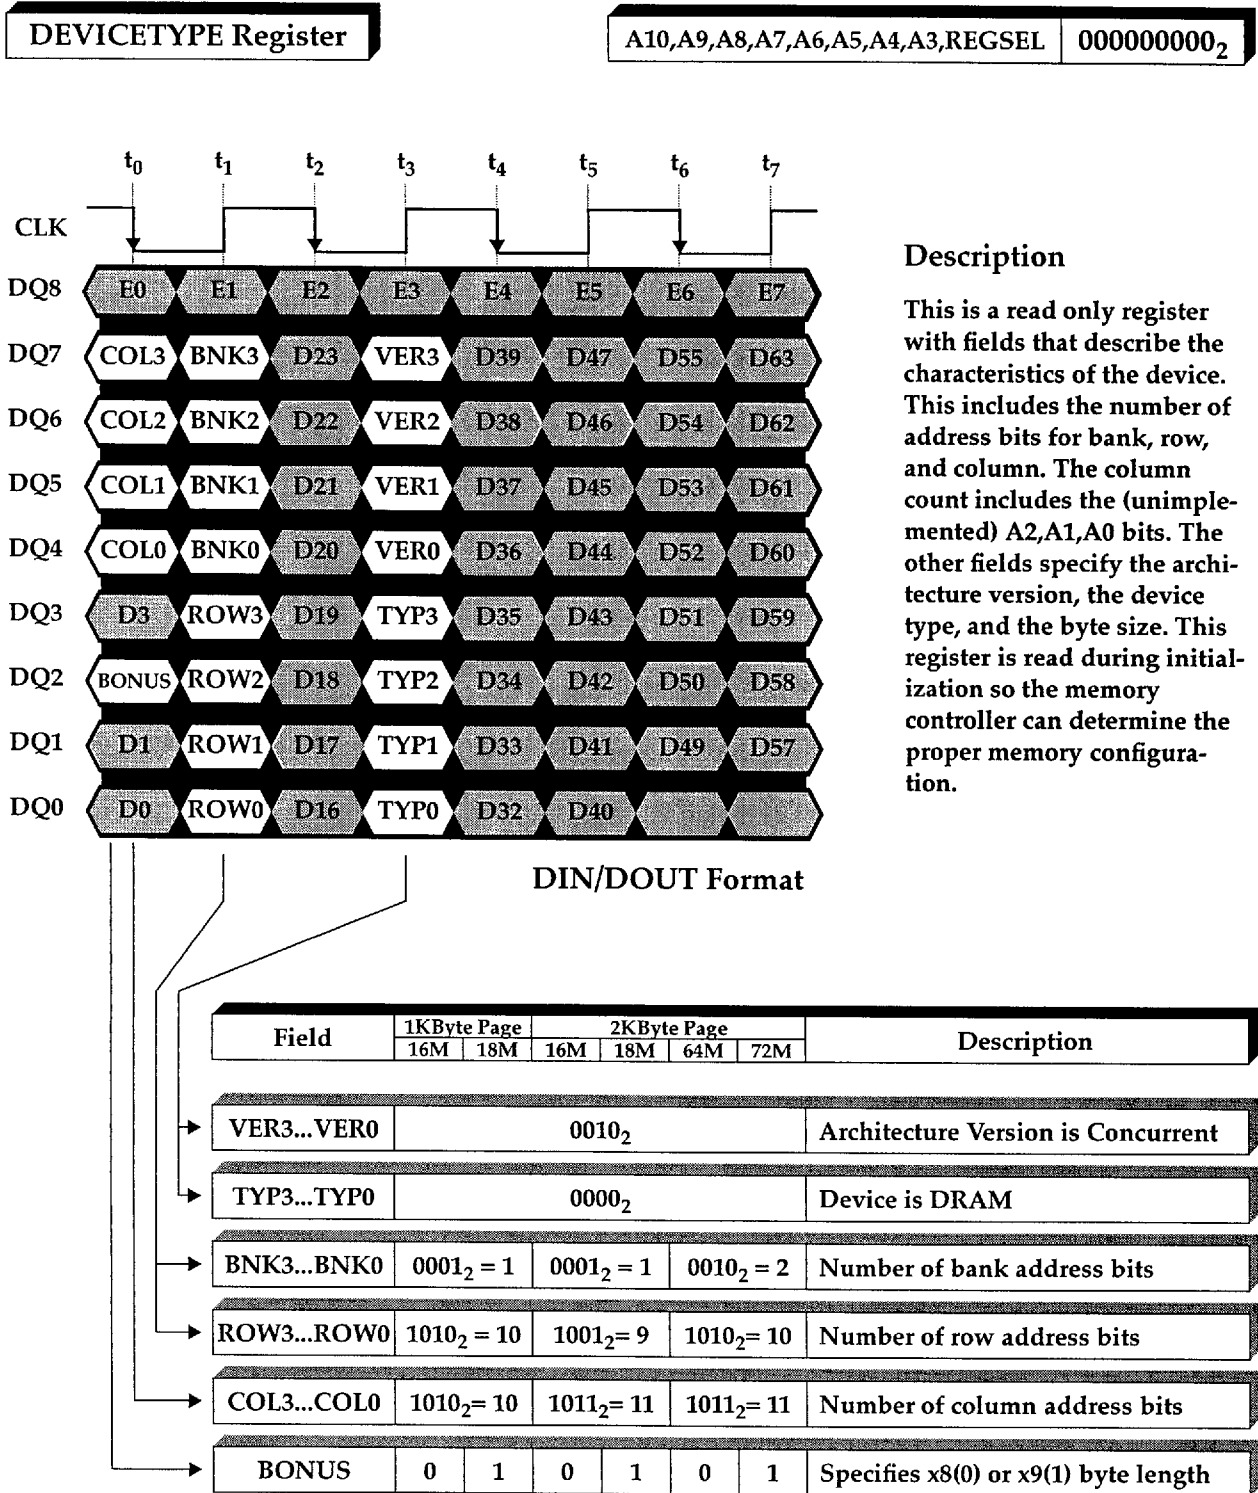 DEVICETYPE Register
A10,A9,A8,A7,A6,A5,A4,A3,REGSEL 000000000₂
t₀ t₁ t₂ t₃ t₄ t₅ t₆ t₇
CLK
DQ8 E0 E1 E2 E3 E4 E5 E6 E7
DQ7 COL3 BNK3 D23 VER3 D39 D47 D55 D63
DQ6 COL2 BNK2 D22 VER2 D38 D46 D54 D62
DQ5 COL1 BNK1 D21 VER1 D37 D45 D53 D61
DQ4 COL0 BNK0 D20 VER0 D36 D44 D52 D60
DQ3 D3 ROW3 D19 TYP3 D35 D43 D51 D59
DQ2 BONUS ROW2 D18 TYP2 D34 D42 D50 D58
DQ1 D1 ROW1 D17 TYP1 D33 D41 D49 D57
DQ0 D0 ROW0 D16 TYP0 D32 D40
DIN/DOUT Format
Description
This is a read only register
with fields that describe the
characteristics of the device.
This includes the number of
address bits for bank, row,
and column. The column
count includes the (unimple-
mented) A2,A1,A0 bits. The
other fields specify the archi-
tecture version, the device
type, and the byte size. This
register is read during initial-
ization so the memory
controller can determine the
proper memory configura-
tion.
Field 1KByte Page 2KByte Page Description
16M 18M 16M 18M 64M 72M
VER3...VER0 0010₂ Architecture Version is Concurrent
TYP3...TYP0 0000₂ Device is DRAM
BNK3...BNK0 0001₂ = 1 0001₂ = 1 0010₂ = 2 Number of bank address bits
ROW3...ROW0 1010₂ = 10 1001₂= 9 1010₂= 10 Number of row address bits
COL3...COL0 1010₂= 10 1011₂= 11 1011₂= 11 Number of column address bits
BONUS 0 1 0 1 0 1 Specifies x8(0) or x9(1) byte length